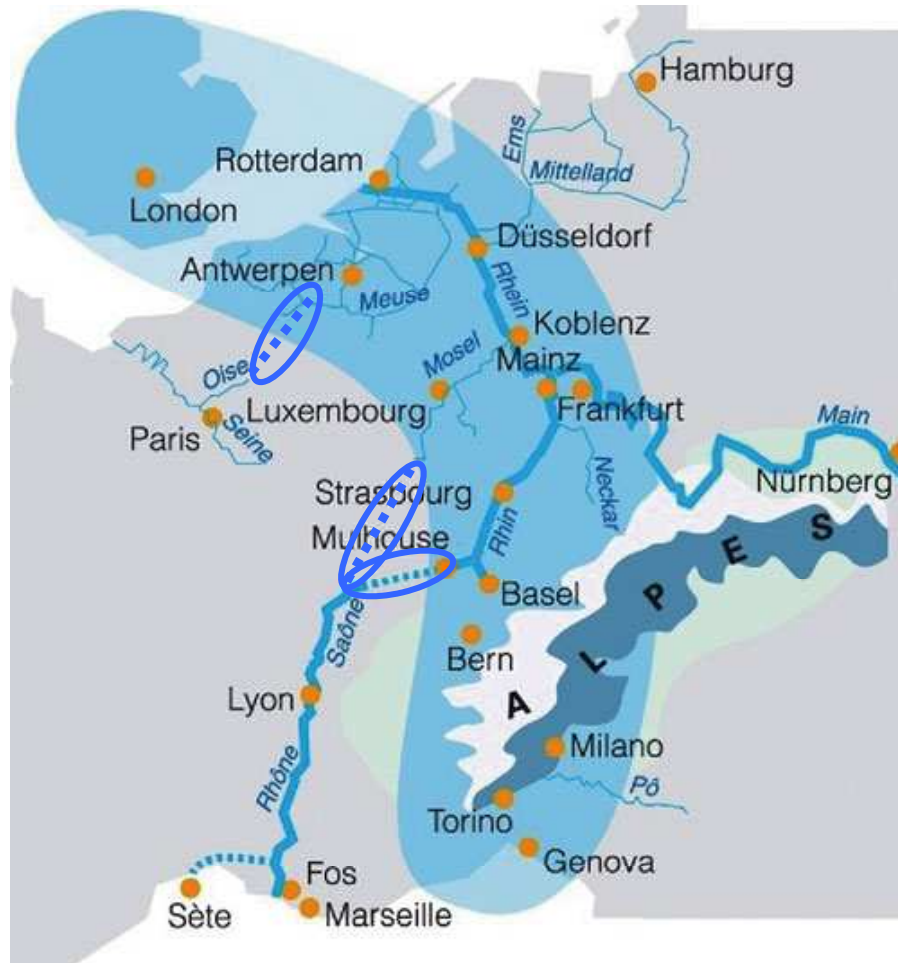 Hamburg
Ems
Rotterdam
Mittelland
London
Düsseldorf
Antwerpen
Rhein
Meuse
Koblenz
Oise
Mosel
Mainz
Luxembourg
Frankfurt
Paris
Seine
Main
Neckar
Nürnberg
Strasbourg
Rhin
Mulhouse
Basel
Saône
Bern
ALPES
Lyon
Milano
Rhône
Pô
Torino
Genova
Fos
Sète
Marseille